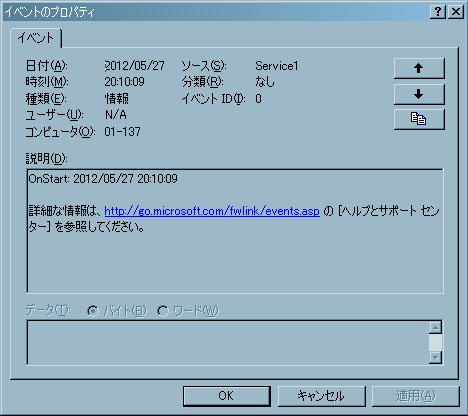 イベントのプロパティ
イベント
日付(A): 2012/05/27 ソース(S): Service1
時刻(M): 20:10:09 分類(R): なし
種類(E): 情報 イベント ID(I): 0
ユーザー(U): N/A
コンピュータ(O): 01-137
説明(D):
OnStart: 2012/05/27 20:10:09
詳細な情報は、http://go.microsoft.com/fwlink/events.asp の [ヘルプとサポート セン
ター] を参照してください。
データ(T): バイト(B) ワード(W)
OK キャンセル 適用(A)